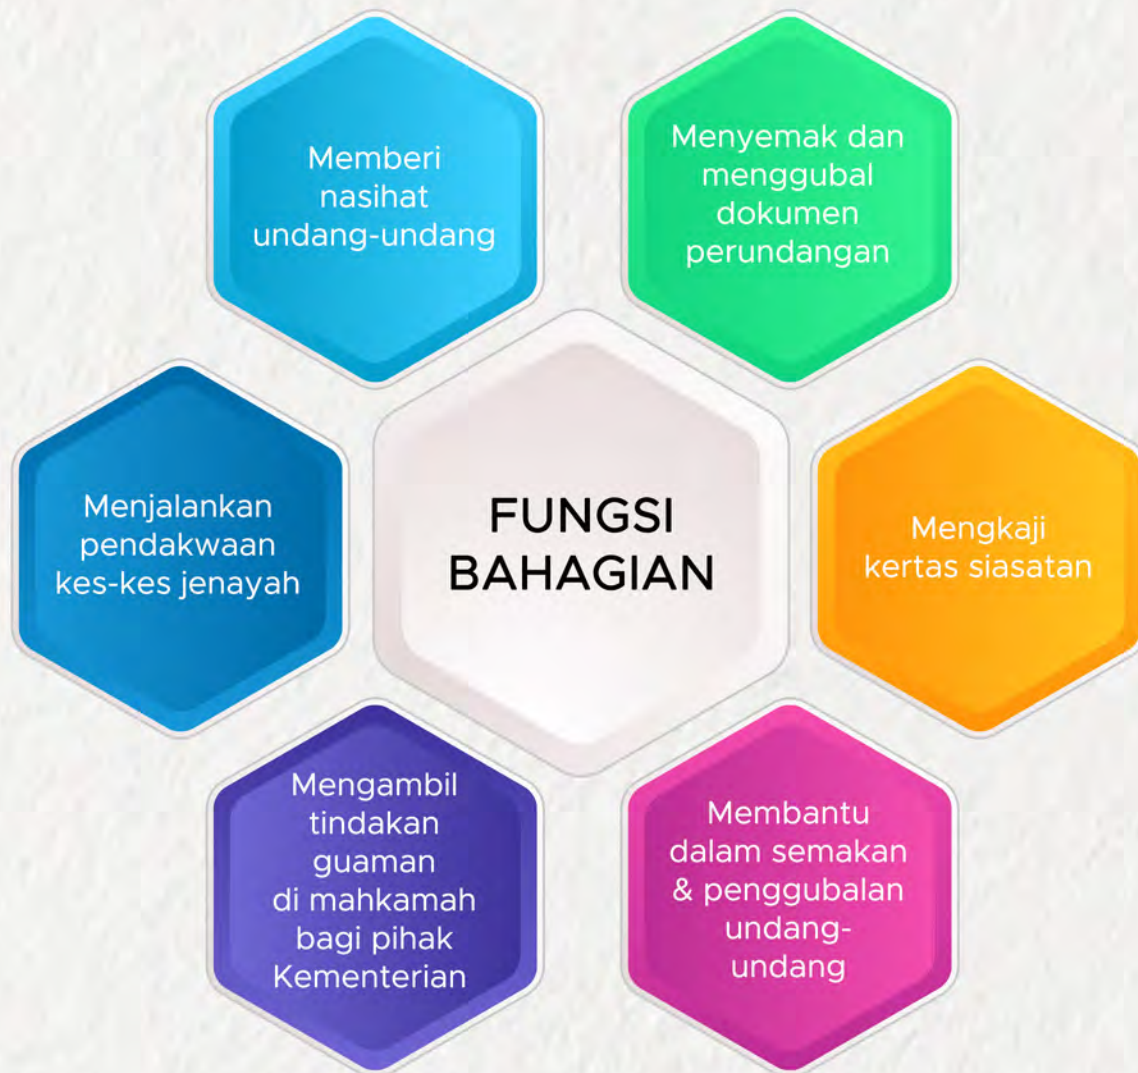 Memberi
nasihat
undang-undang
Menyemak dan
menggubal
dokumen
perundangan
Menjalankan
pendakwaan
kes-kes jenayah
FUNGSI
BAHAGIAN
Mengkaji
kertas siasatan
Mengambil
tindakan
guaman
di mahkamah
bagi pihak
Kementerian
Membantu
dalam semakan
& penggubalan
undang-
undang